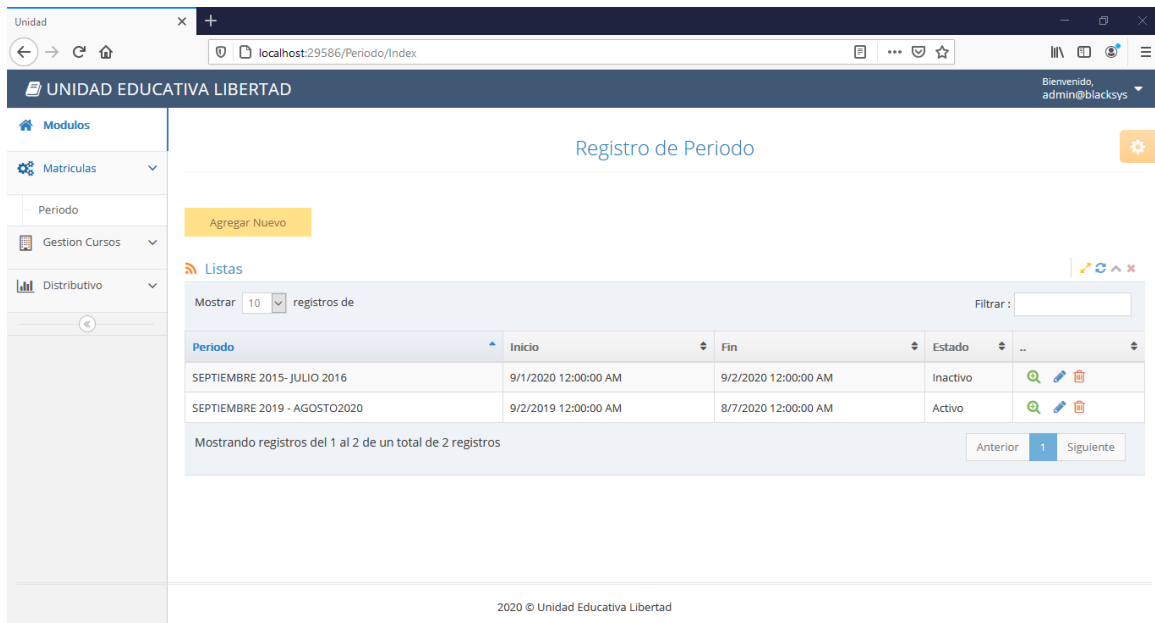 Unidad
localhost:29586/Periodo/Index
UNIDAD EDUCATIVA LIBERTAD
Bienvenido,
admin@blacksys
Modulos
Matriculas
Periodo
Gestion Cursos
Distributivo
Registro de Periodo
Agregar Nuevo
Listas
Mostrar 10 registros de
Filtrar :
Periodo Inicio Fin Estado ..
SEPTIEMBRE 2015- JULIO 2016 9/1/2020 12:00:00 AM 9/2/2020 12:00:00 AM Inactivo
SEPTIEMBRE 2019 - AGOSTO2020 9/2/2019 12:00:00 AM 8/7/2020 12:00:00 AM Activo
Mostrando registros del 1 al 2 de un total de 2 registros
Anterior 1 Siguiente
2020 © Unidad Educativa Libertad